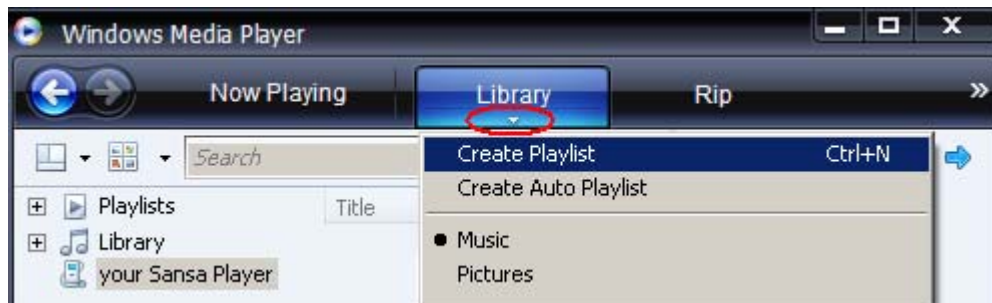 Windows Media Player
Now Playing Library Rip »
Search
Create Playlist Ctrl+N
Create Auto Playlist
Playlists Title
Library
Music
your Sansa Player
Pictures